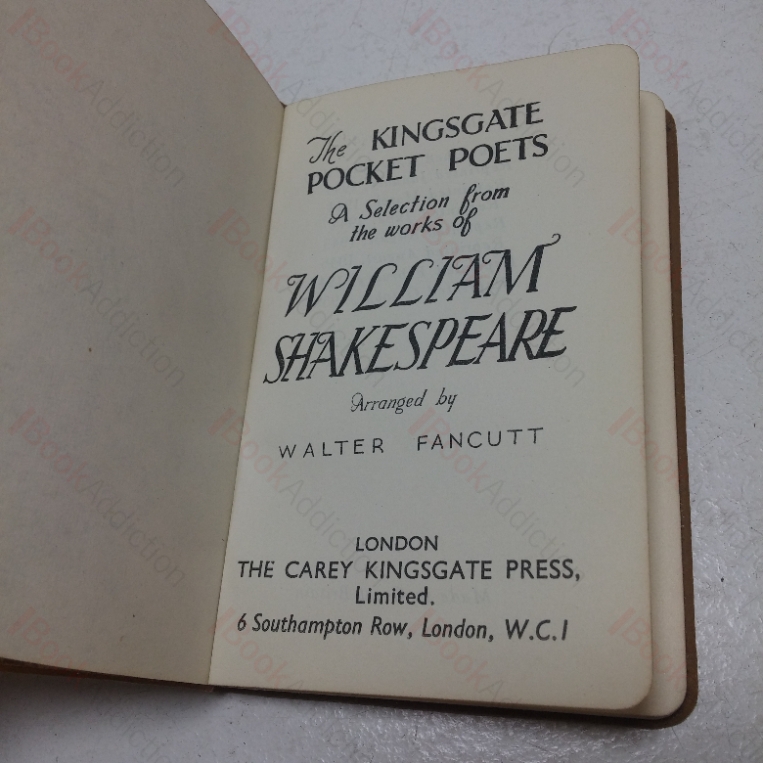 The KINGSGATE
POCKET POETS
A Selection from
the works of
WILLIAM
SHAKESPEARE
Arranged by
WALTER FANCUTT
LONDON
THE CAREY KINGSGATE PRESS,
Limited.
6 Southampton Row, London, W.C.1
BookAddiction